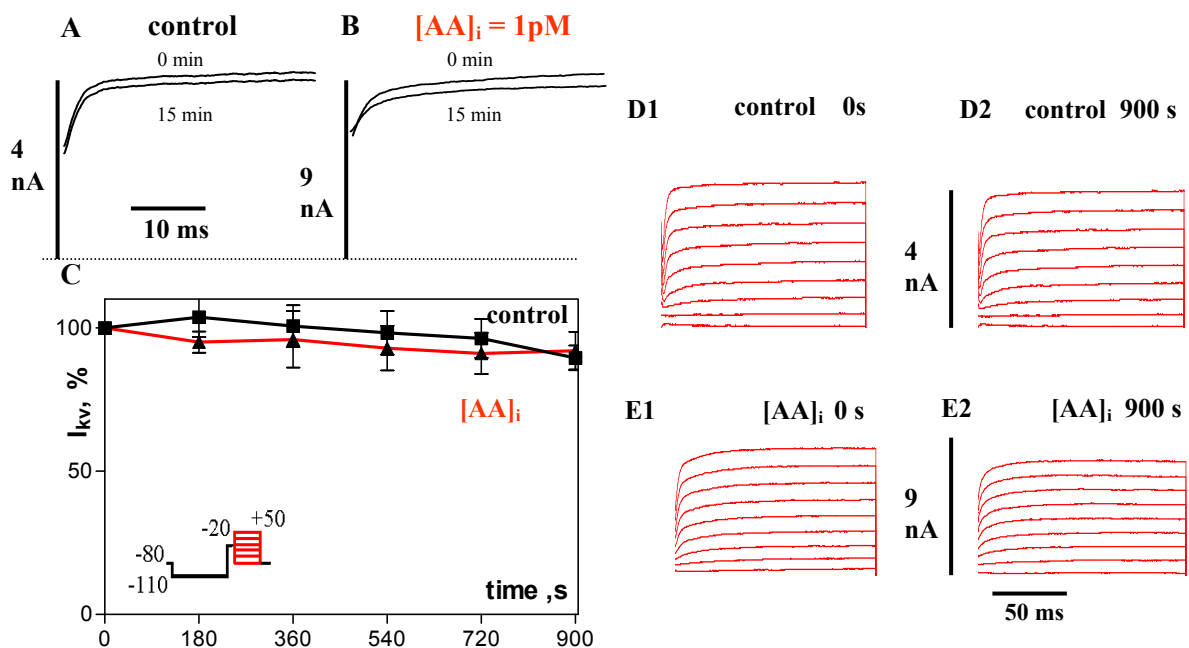 A control
0 min
15 min
4
nA
10 ms
B [AA]i = 1pM
0 min
15 min
9
nA
C
control
[AA]i
Ikv, %
100
50
0
-80
-110
-20
+50
time ,s
0 180 360 540 720 900
D1 control 0s
D2 control 900 s
4
nA
E1 [AA]i 0 s
E2 [AA]i 900 s
9
nA
50 ms